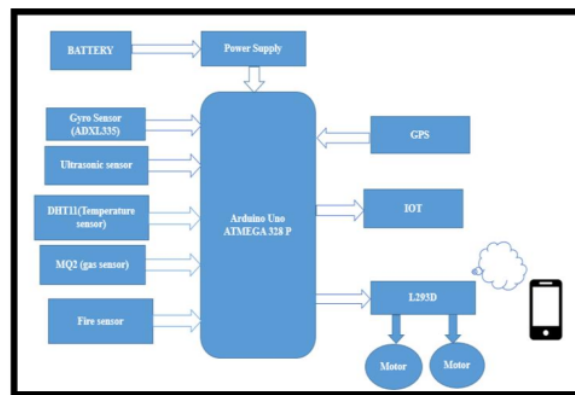 BATTERY
Power Supply
Gyro Sensor
(ADXL335)
Ultrasonic sensor
DHT11(Temperature
sensor)
MQ2 (gas sensor)
Fire sensor
Arduino Uno
ATMEGA 328 P
GPS
IOT
L293D
Motor
Motor